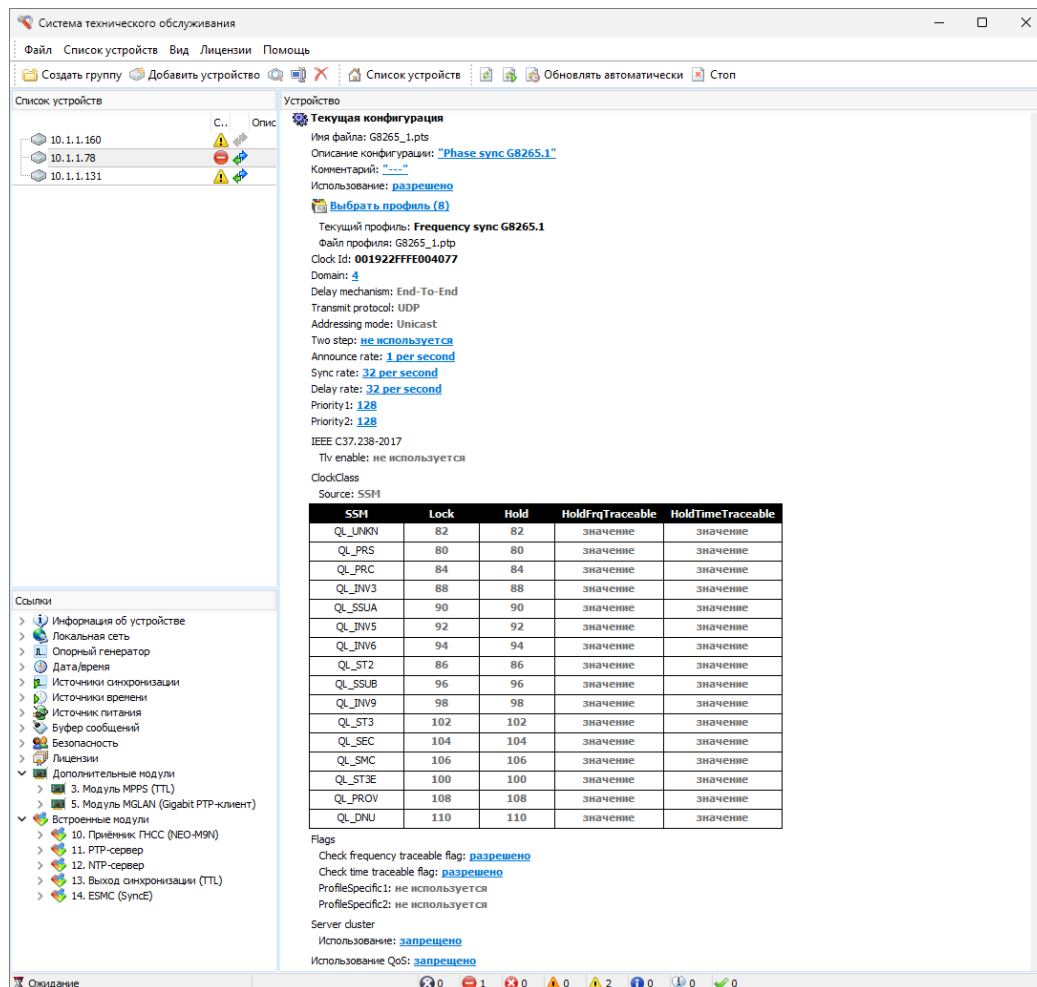 Система технического обслуживания
Файл Список устройств Вид Лицензии Помощь
Создать группу Добавить устройство Список устройств Обновлять автоматически Стоп
Список устройств
С.. Опис
10.1.1.160
10.1.1.78
10.1.1.131
Ссылки
Информация об устройстве
Локальная сеть
Опорный генератор
Дата/время
Источники синхронизации
Источники времени
Источник питания
Буфер сообщений
Безопасность
Лицензии
Дополнительные модули
3. Модуль MPPS (TTL)
5. Модуль MGLAN (Gigabit PTP-клиент)
Встроенные модули
10. Приёмник ГНСС (NEO-M9N)
11. PTP-сервер
12. NTP-сервер
13. Выход синхронизации (TTL)
14. ESMC (SyncE)
Устройство
Текущая конфигурация
Имя файла: G8265_1.pts
Описание конфигурации: "Phase sync G8265.1"
Комментарий: "---"
Использование: разрешено
Выбрать профиль (8)
Текущий профиль: Frequency sync G8265.1
Файл профиля: G8265_1.ptp
Clock Id: 001922FFFE004077
Domain: 4
Delay mechanism: End-To-End
Transmit protocol: UDP
Addressing mode: Unicast
Two step: не используется
Announce rate: 1 per second
Sync rate: 32 per second
Delay rate: 32 per second
Priority1: 128
Priority2: 128
IEEE C37.238-2017
Tlv enable: не используется
ClockClass
Source: SSM
SSM Lock Hold HoldFrqTraceable HoldTimeTraceable
QL_UNKN 82 82 значение значение
QL_PRS 80 80 значение значение
QL_PRC 84 84 значение значение
QL_INV3 88 88 значение значение
QL_SSUA 90 90 значение значение
QL_INV5 92 92 значение значение
QL_INV6 94 94 значение значение
QL_ST2 86 86 значение значение
QL_SSUB 96 96 значение значение
QL_INV9 98 98 значение значение
QL_ST3 102 102 значение значение
QL_SEC 104 104 значение значение
QL_SMC 106 106 значение значение
QL_ST3E 100 100 значение значение
QL_PROV 108 108 значение значение
QL_DNU 110 110 значение значение
Flags
Check frequency traceable flag: разрешено
Check time traceable flag: разрешено
ProfileSpecific1: не используется
ProfileSpecific2: не используется
Server cluster
Использование: запрещено
Использование QoS: запрещено
Ожидание 0 1 0 0 2 0 0 0